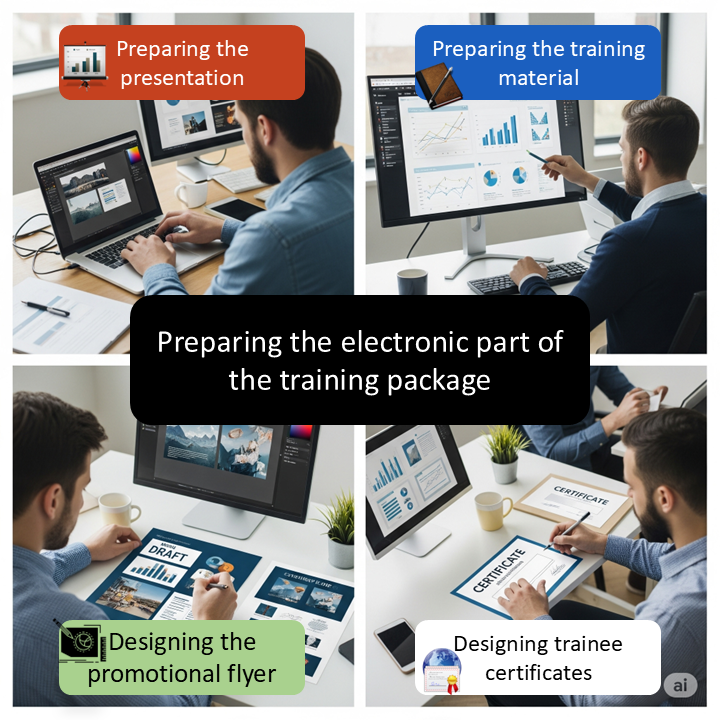 Preparing the
presentation
Preparing the training
material
Preparing the electronic part of
the training package
DRAFT
CERTIFICATE
CERTIFICATE
Designing the
promotional flyer
Designing trainee
certificates
ai